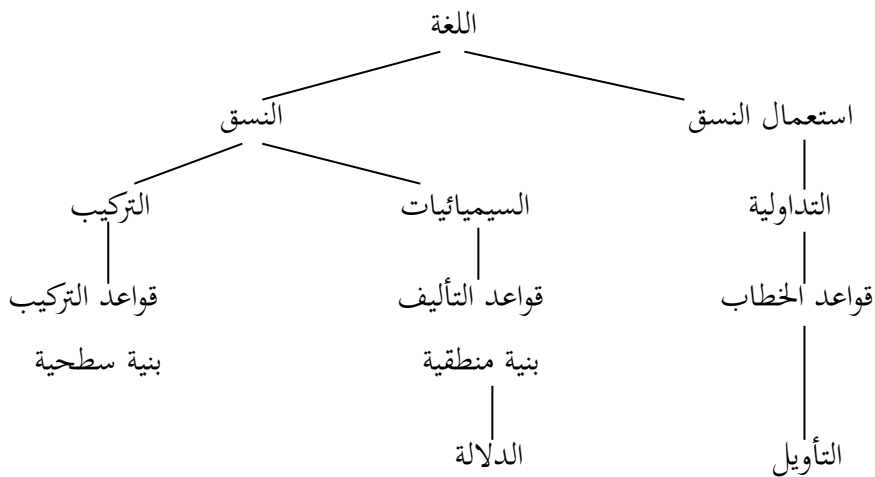 اللغة
استعمال النسق النسق
التداولية السيميائيات التركيب
قواعد الخطاب قواعد التأليف قواعد التركيب
بنية منطقية بنية سطحية
التأويل الدلالة